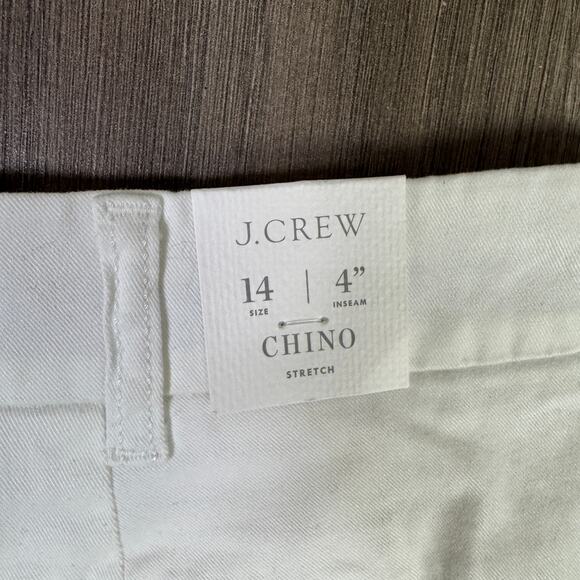 J.CREW
14 | 4”
SIZE INSEAM
CHINO
STRETCH